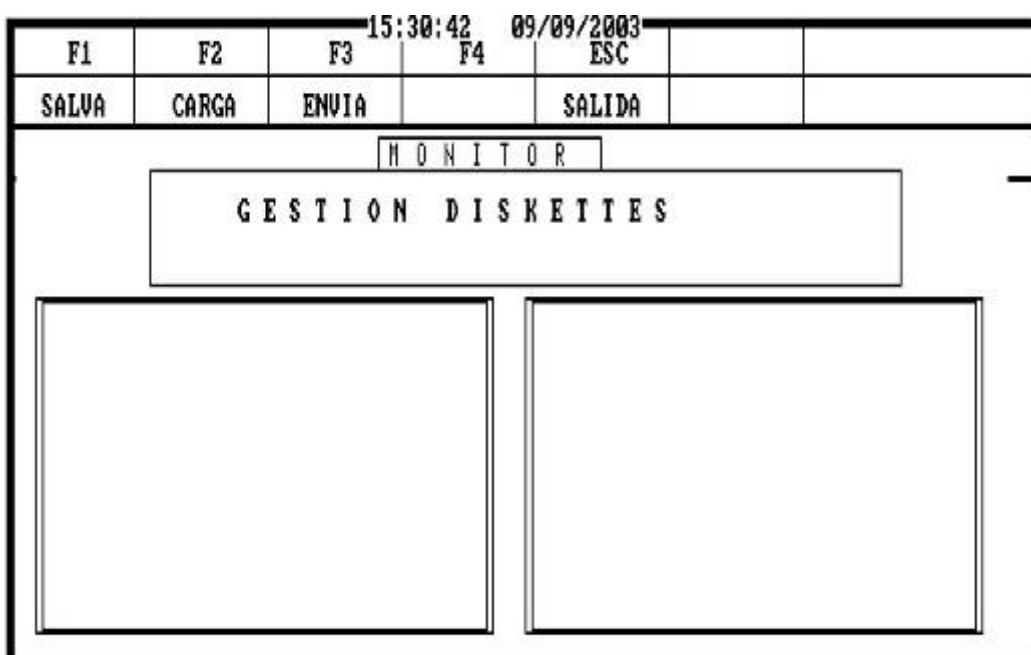 15:30:42 09/09/2003
F1 F2 F3 F4 ESC
SALVA CARGA ENVIA SALIDA
MONITOR
GESTION DISKETTES